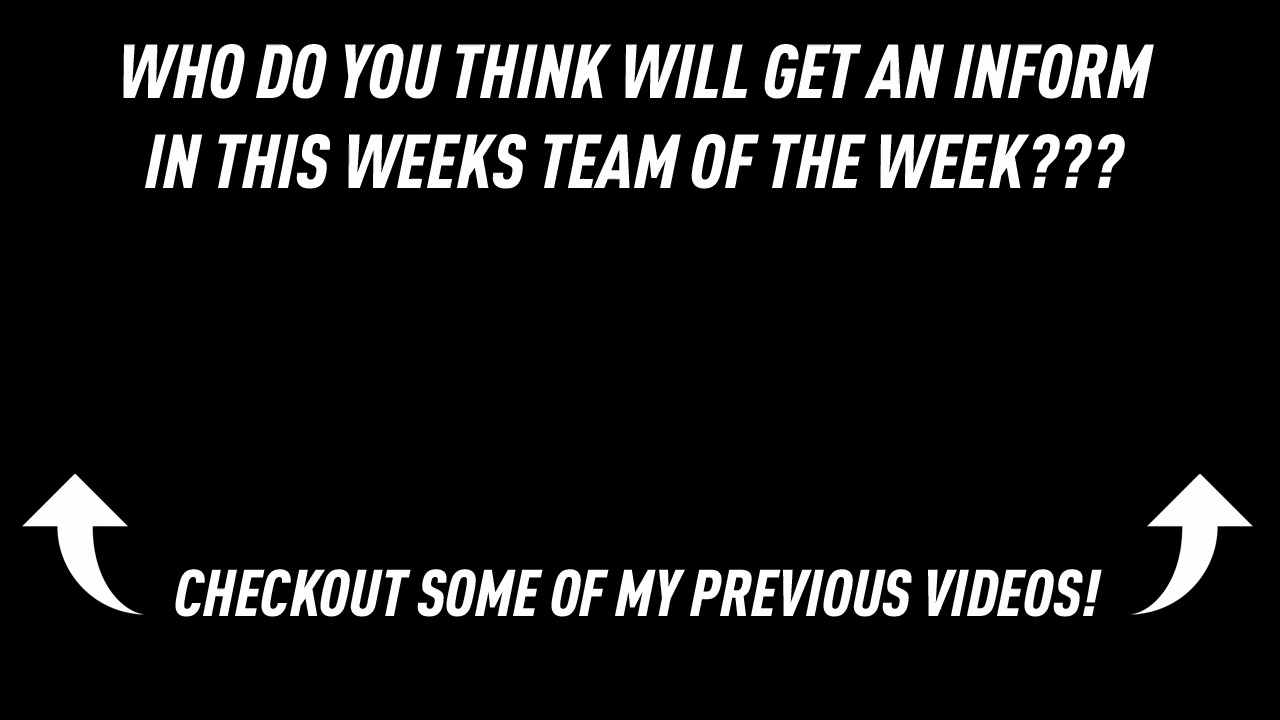 WHO DO YOU THINK WILL GET AN INFORM
IN THIS WEEKS TEAM OF THE WEEK???
CHECKOUT SOME OF MY PREVIOUS VIDEOS!